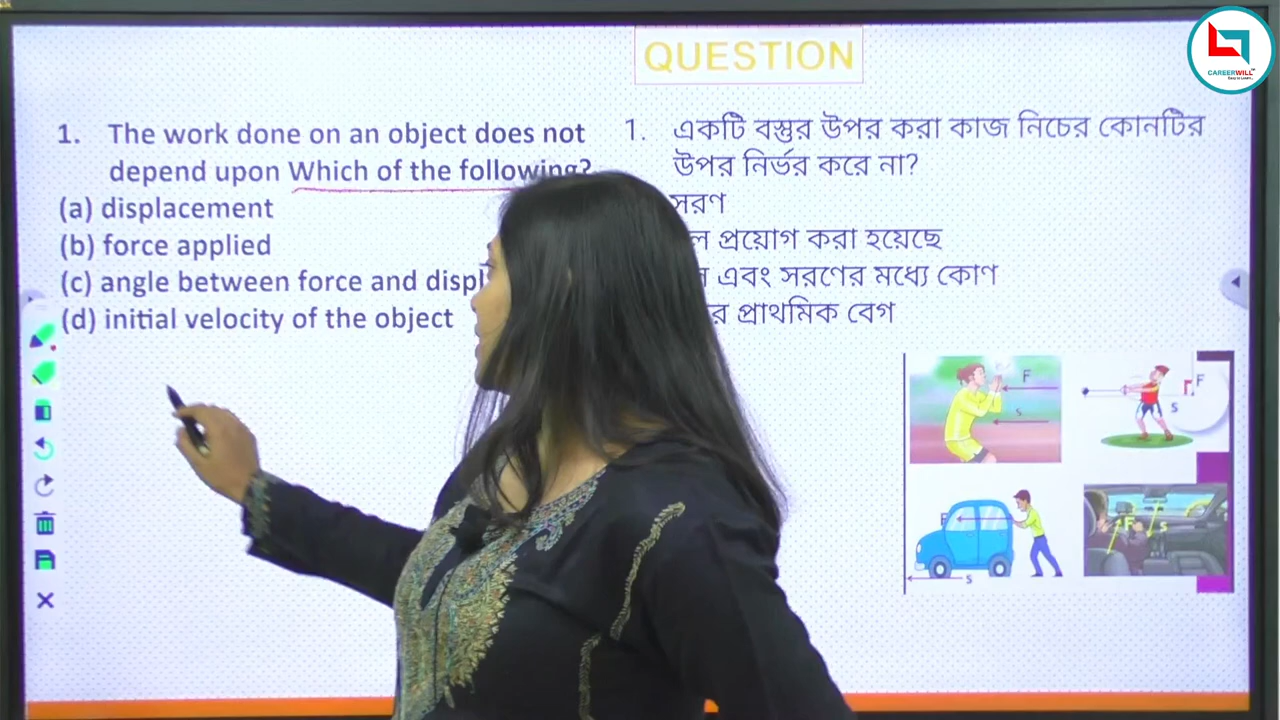 QUESTION
CAREERWILL
1. The work done on an object does not
depend upon Which of the following?
(a) displacement
(b) force applied
(c) angle between force and
(d) initial velocity of the object
1. একটি বস্তুর উপর করা কাজ নিচের কোনটির
উপর নির্ভর করে না?
সরণ
প্রয়োগ করা হয়েছে
এবং সরণের মধ্যে কোণ
প্রাথমিক বেগ
F
S
F
S
F
S
F
S